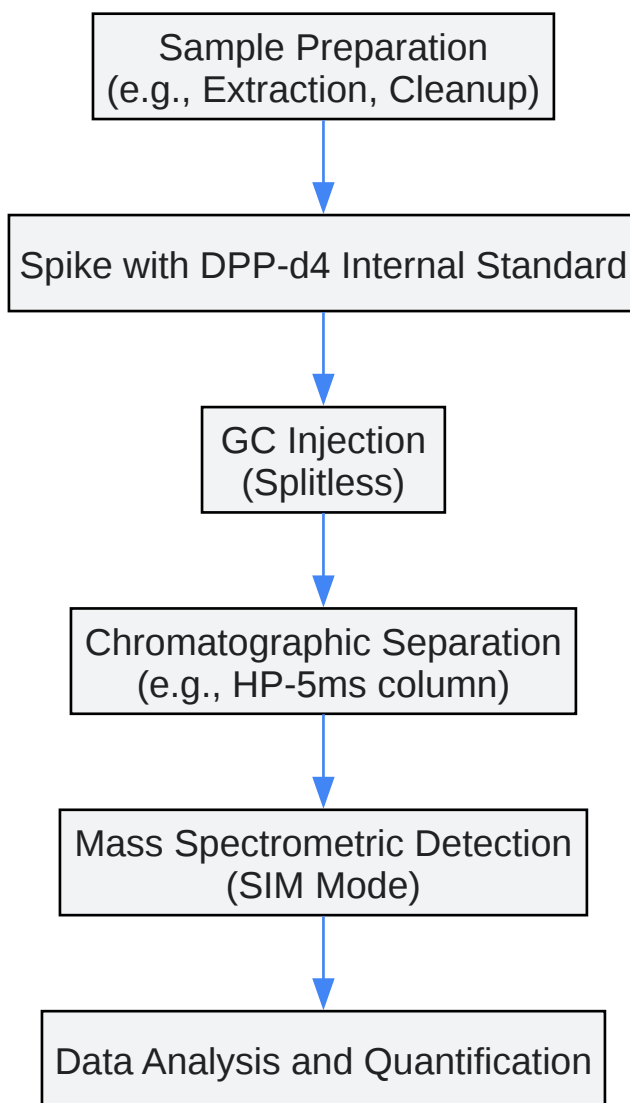 Sample Preparation
(e.g., Extraction, Cleanup)
Spike with DPP-d4 Internal Standard
GC Injection
(Splitless)
Chromatographic Separation
(e.g., HP-5ms column)
Mass Spectrometric Detection
(SIM Mode)
Data Analysis and Quantification